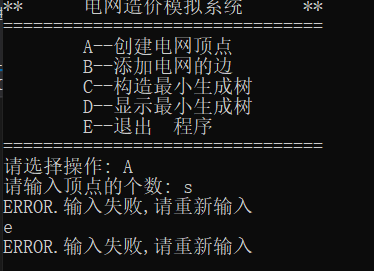 ** 电网造价模拟系统 **
========================================
A--创建电网顶点
B--添加电网的边
C--构造最小生成树
D--显示最小生成树
E--退出 程序
========================================
请选择操作: A
请输入顶点的个数: s
ERROR.输入失败,请重新输入
e
ERROR.输入失败,请重新输入